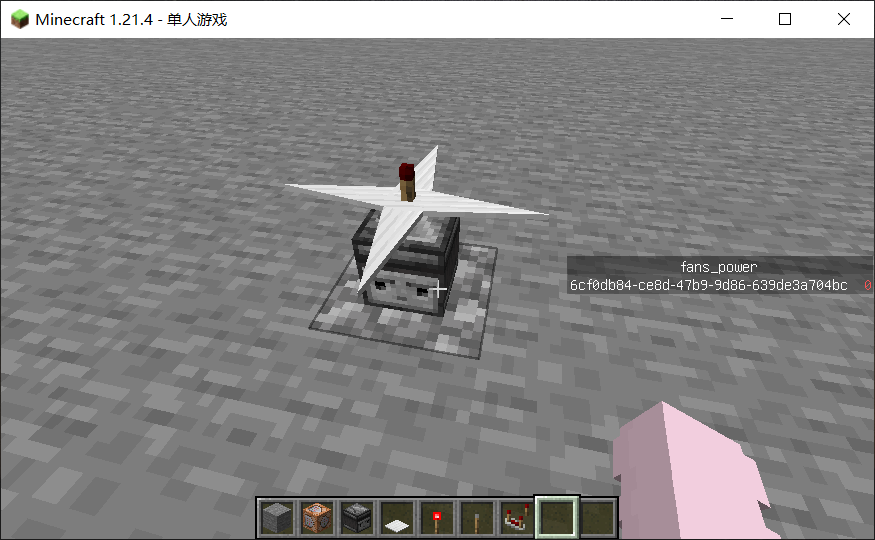 Minecraft 1.21.4 - 单人游戏
fans_power
6cf0db84-ce8d-47b9-9d86-639de3a704bc 0